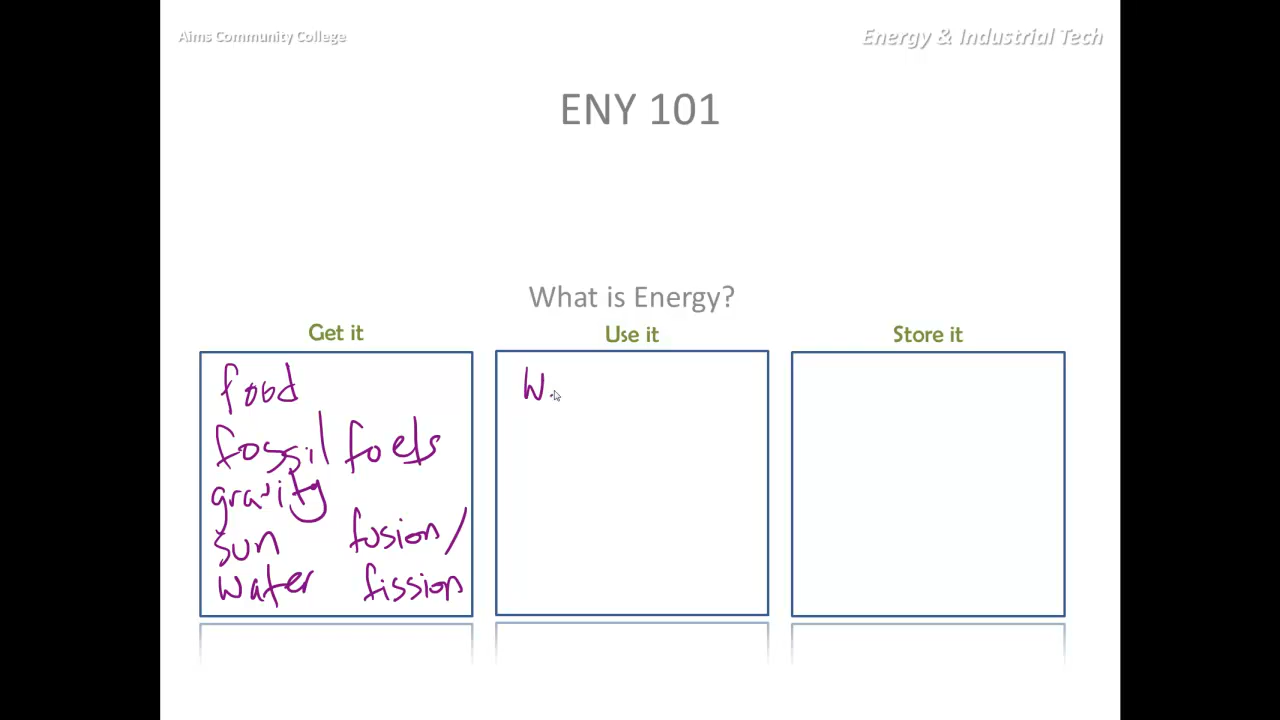 Aims Community College
Energy & Industrial Tech
ENY 101
What is Energy?
Get it
Use it
Store it
food
fossil foels
gravity
sun
fusion/
water
fission
W